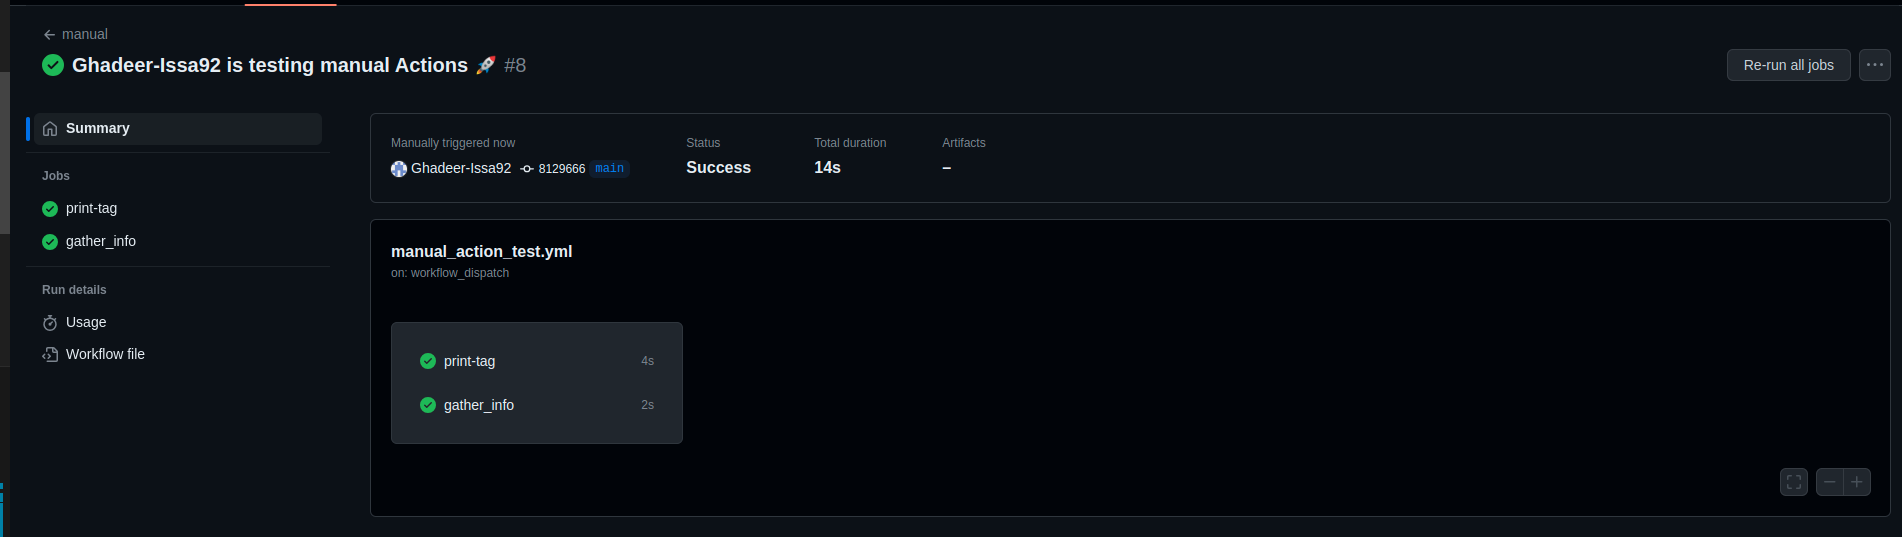 manual
Ghadeer-Issa92 is testing manual Actions 🚀 #8
Re-run all jobs
Summary
Jobs
print-tag
gather_info
Run details
Usage
Workflow file
Manually triggered now
Ghadeer-Issa92 8129666 main
Status
Success
Total duration
14s
Artifacts
–
manual_action_test.yml
on: workflow_dispatch
print-tag 4s
gather_info 2s